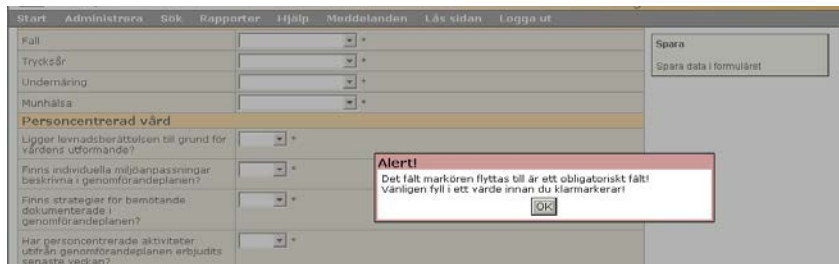 Start Administrera Sök Rapporter Hjälp Meddelanden Lås sidan Logga ut
Fall *
Trycksår *
Undernäring *
Munhälsa *
Spara
Spara data i formuläret
Personcentrerad vård
Ligger levnadsberättelsen till grund för
vårdens utformande? *
Finns individuella miljöanpassningar
beskrivna i genomförandeplanen? *
Finns strategier för bemötande
dokumenterade i
genomförandeplanen? *
Har personcentrerade aktiviteter
utifrån genomförandeplanen erbjudits
senaste veckan? *
Alert!
Det fält markören flyttas till är ett obligatoriskt fält!
Vänligen fyll i ett värde innan du klarmarkerar!
OK